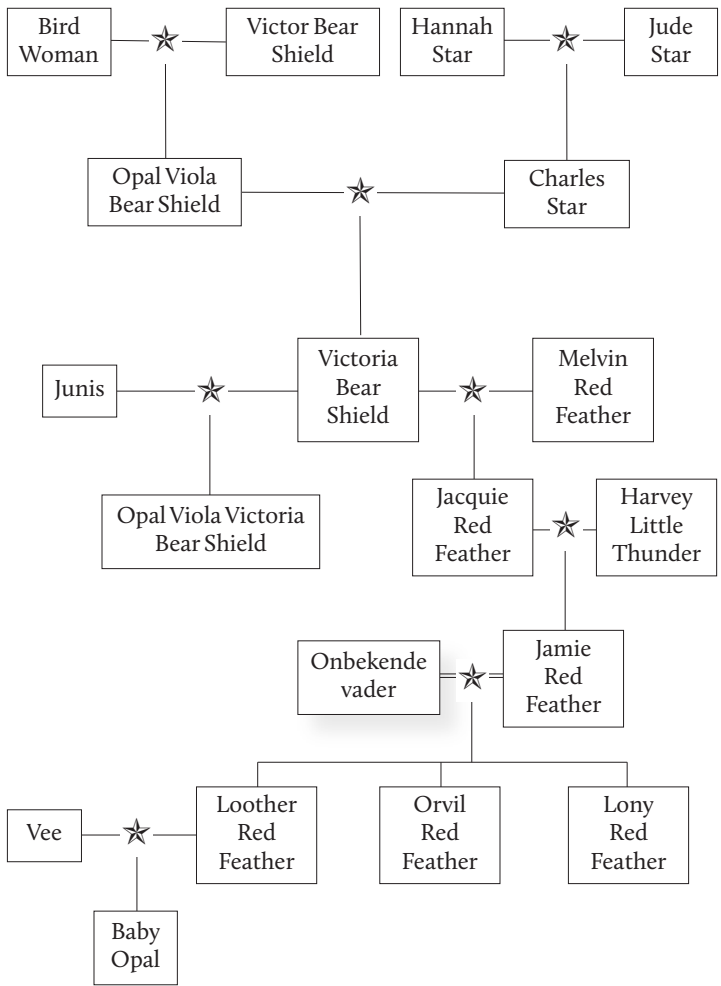 Bird
Woman
Victor Bear
Shield
Hannah
Star
Jude
Star
Opal Viola
Bear Shield
Charles
Star
Junis
Victoria
Bear
Shield
Melvin
Red
Feather
Opal Viola Victoria
Bear Shield
Jacquie
Red
Feather
Harvey
Little
Thunder
Onbekende
vader
Jamie
Red
Feather
Vee
Loother
Red
Feather
Orvil
Red
Feather
Lony
Red
Feather
Baby
Opal